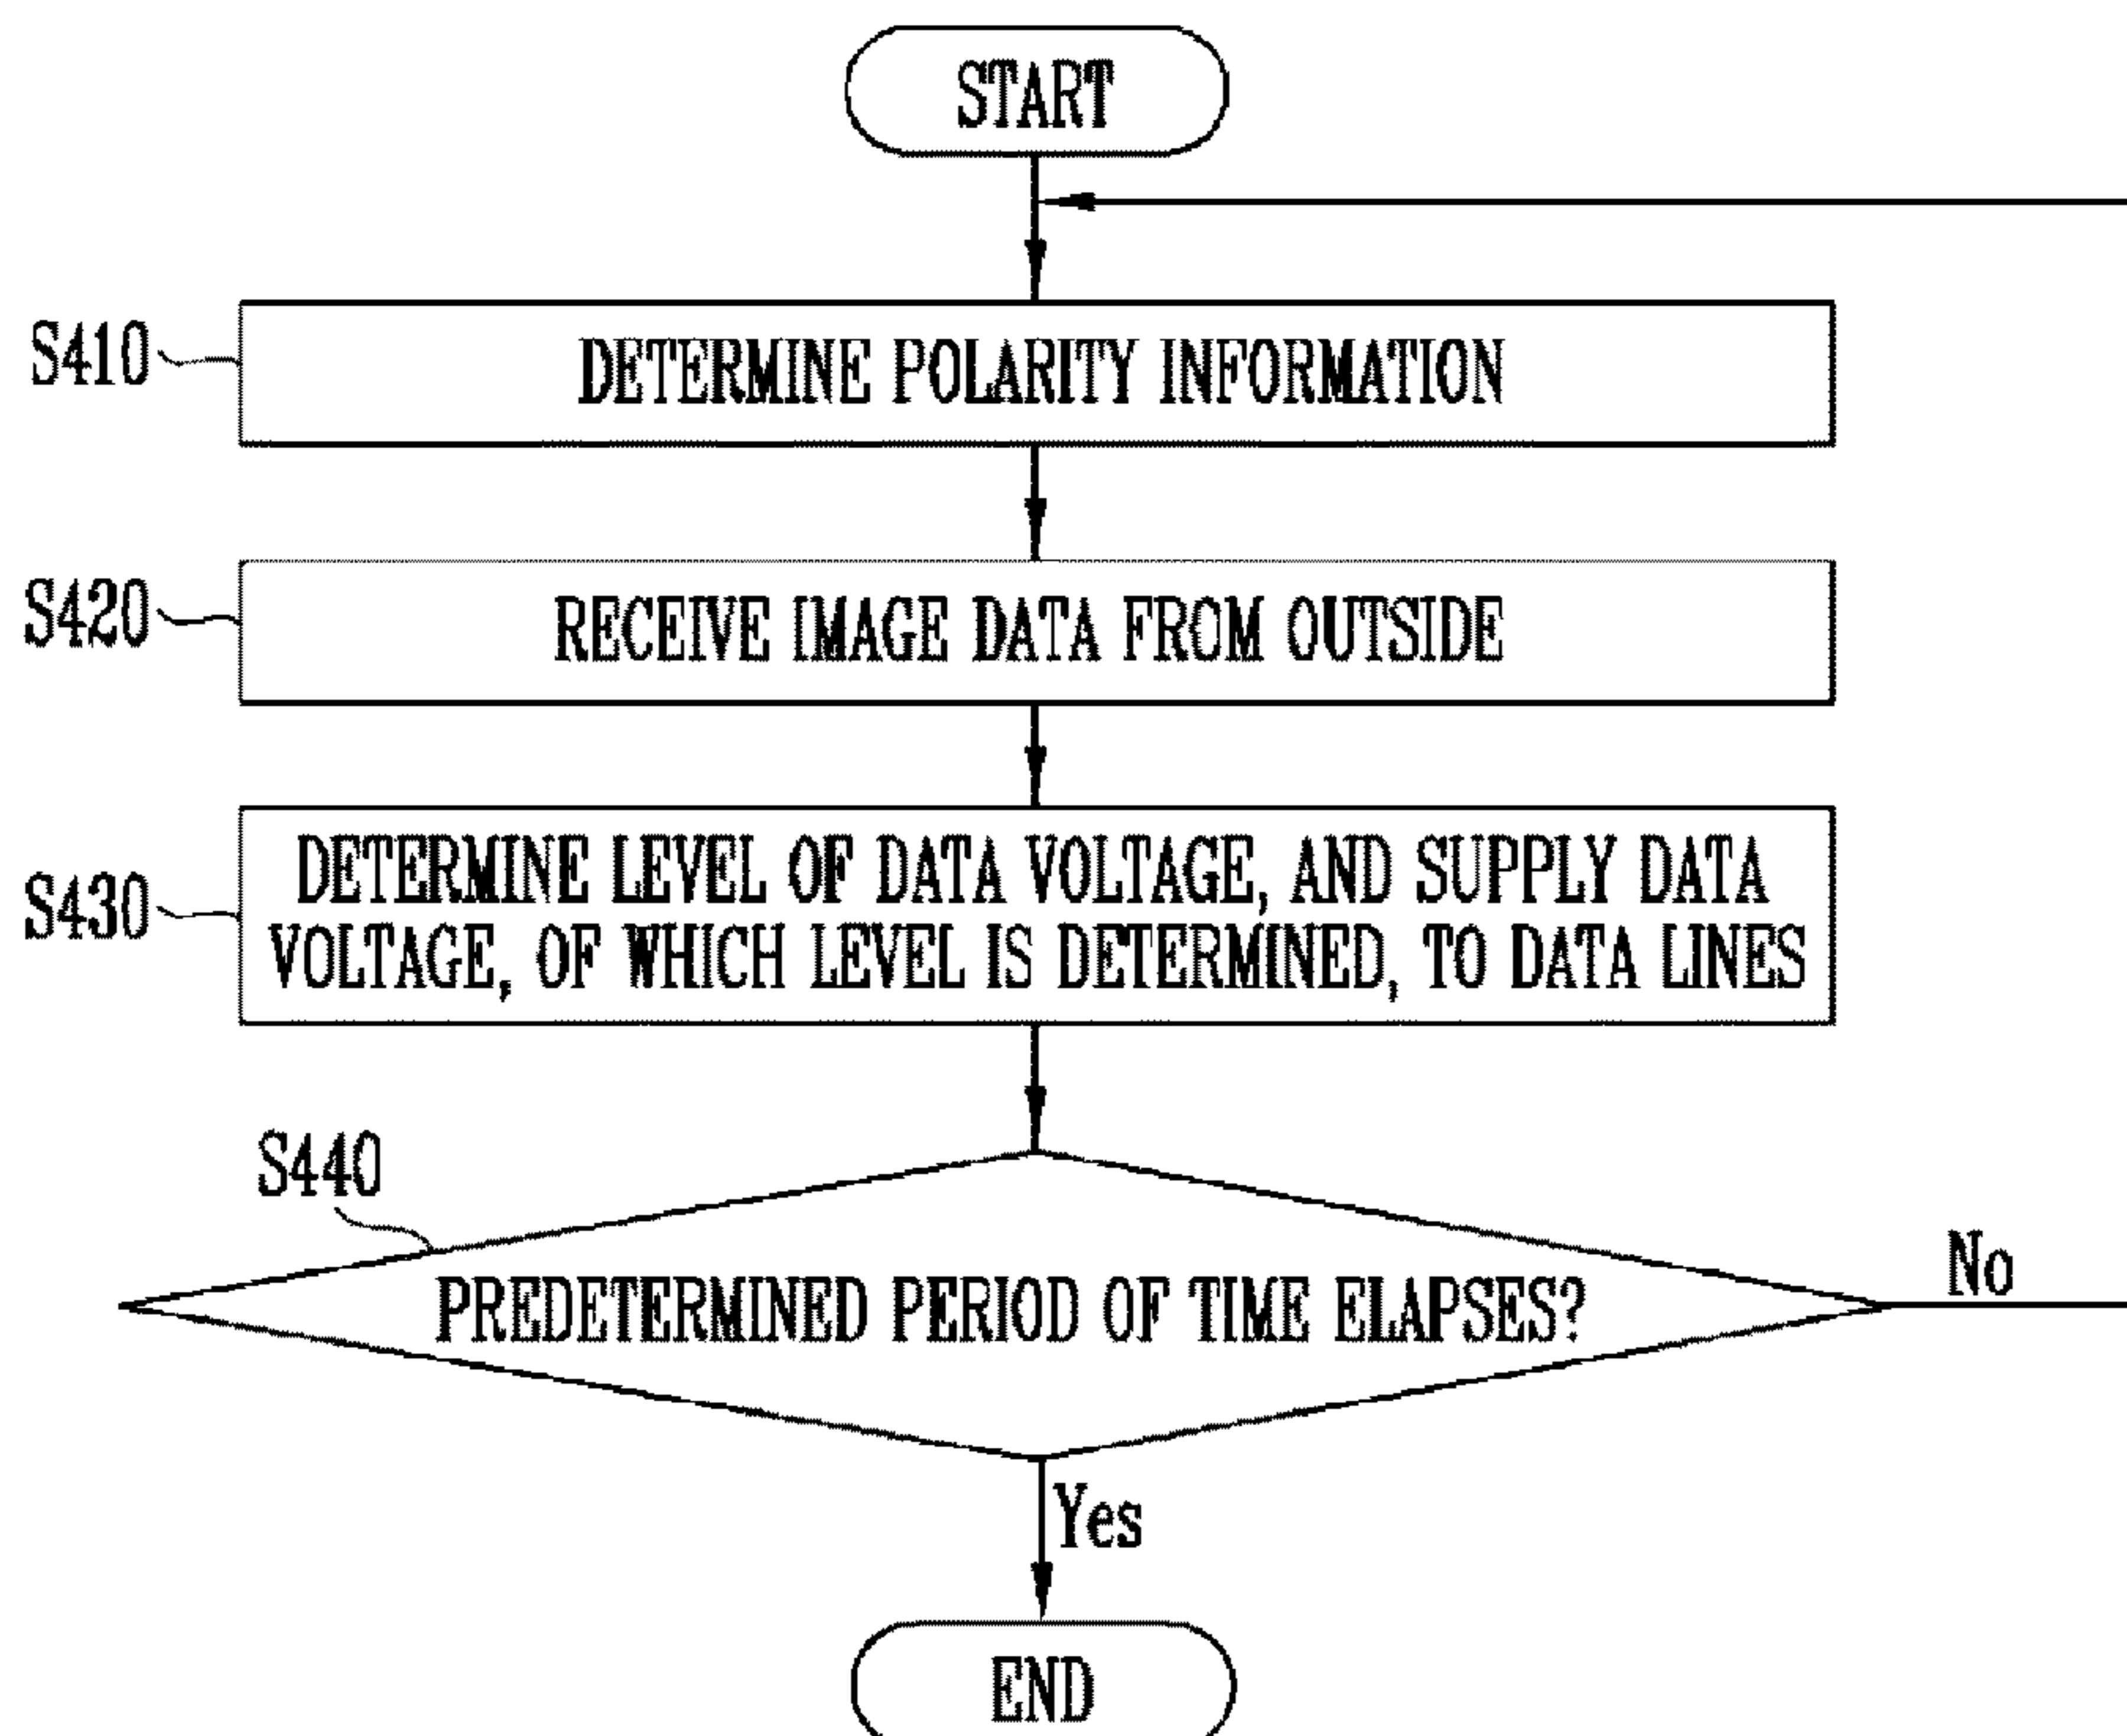 START
S410
DETERMINE POLARITY INFORMATION
S420
RECEIVE IMAGE DATA FROM OUTSIDE
S430
DETERMINE LEVEL OF DATA VOLTAGE, AND SUPPLY DATA
VOLTAGE, OF WHICH LEVEL IS DETERMINED, TO DATA LINES
S440
PREDETERMINED PERIOD OF TIME ELAPSES?
No
Yes
END